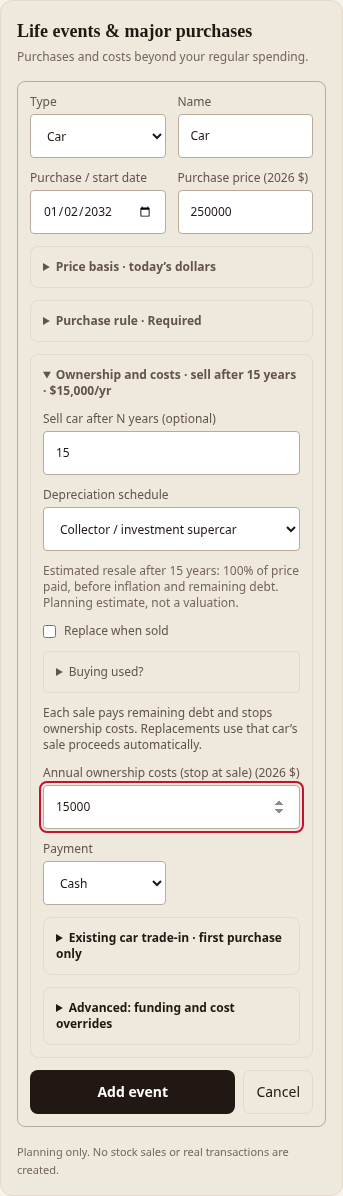 Life events & major purchases
Purchases and costs beyond your regular spending.
Type
Name
Car
Car
Purchase / start date
Purchase price (2026 $)
01/02/2032
250000
Price basis · today's dollars
Purchase rule · Required
Ownership and costs · sell after 15 years
· $15,000/yr
Sell car after N years (optional)
15
Depreciation schedule
Collector / investment supercar
Estimated resale after 15 years: 100% of price
paid, before inflation and remaining debt.
Planning estimate, not a valuation.
Replace when sold
Buying used?
Each sale pays remaining debt and stops
ownership costs. Replacements use that car's
sale proceeds automatically.
Annual ownership costs (stop at sale) (2026 $)
15000
Payment
Cash
Existing car trade-in · first purchase
only
Advanced: funding and cost
overrides
Add event
Cancel
Planning only. No stock sales or real transactions are
created.